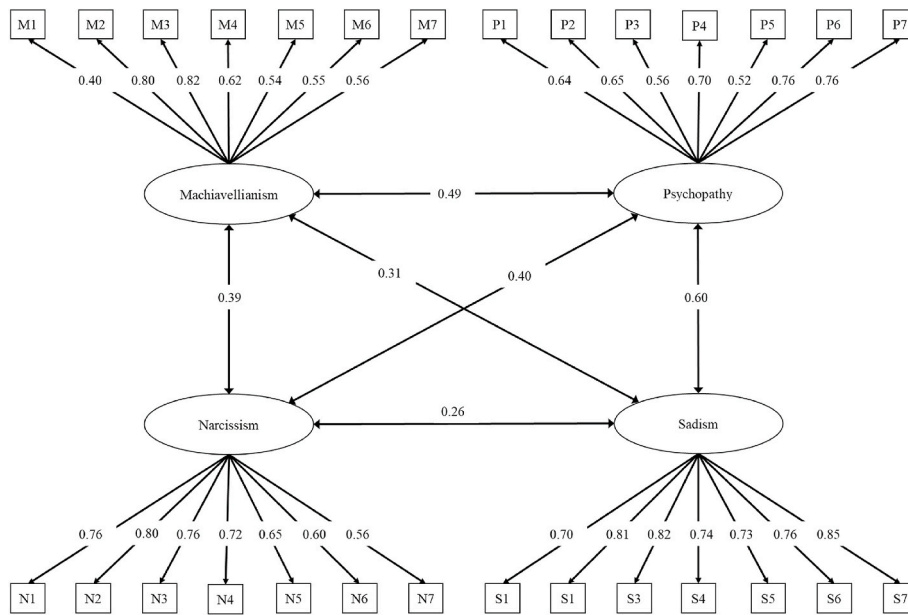 M1 M2 M3 M4 M5 M6 M7 P1 P2 P3 P4 P5 P6 P7
0.40 0.80 0.82 0.62 0.54 0.55 0.56 0.64 0.65 0.56 0.70 0.52 0.76 0.76
Machiavellianism 0.49 Psychopathy
0.31 0.40
0.39 0.60
Narcissism 0.26 Sadism
0.76 0.80 0.76 0.72 0.65 0.60 0.56 0.70 0.81 0.82 0.74 0.73 0.76 0.85
N1 N2 N3 N4 N5 N6 N7 S1 S1 S3 S4 S5 S6 S7